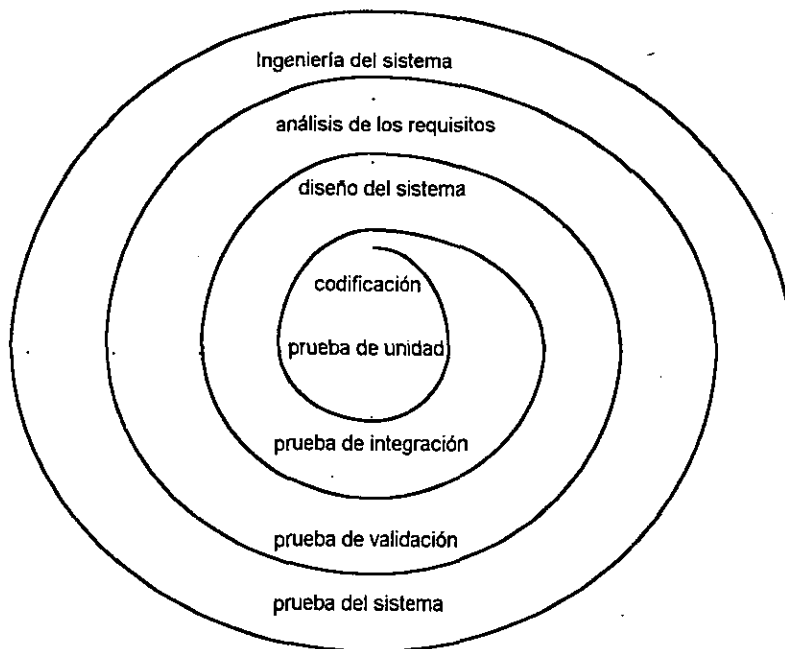 Ingeniería del sistema
análisis de los requisitos
diseño del sistema
codificación
prueba de unidad
prueba de integración
prueba de validación
prueba del sistema